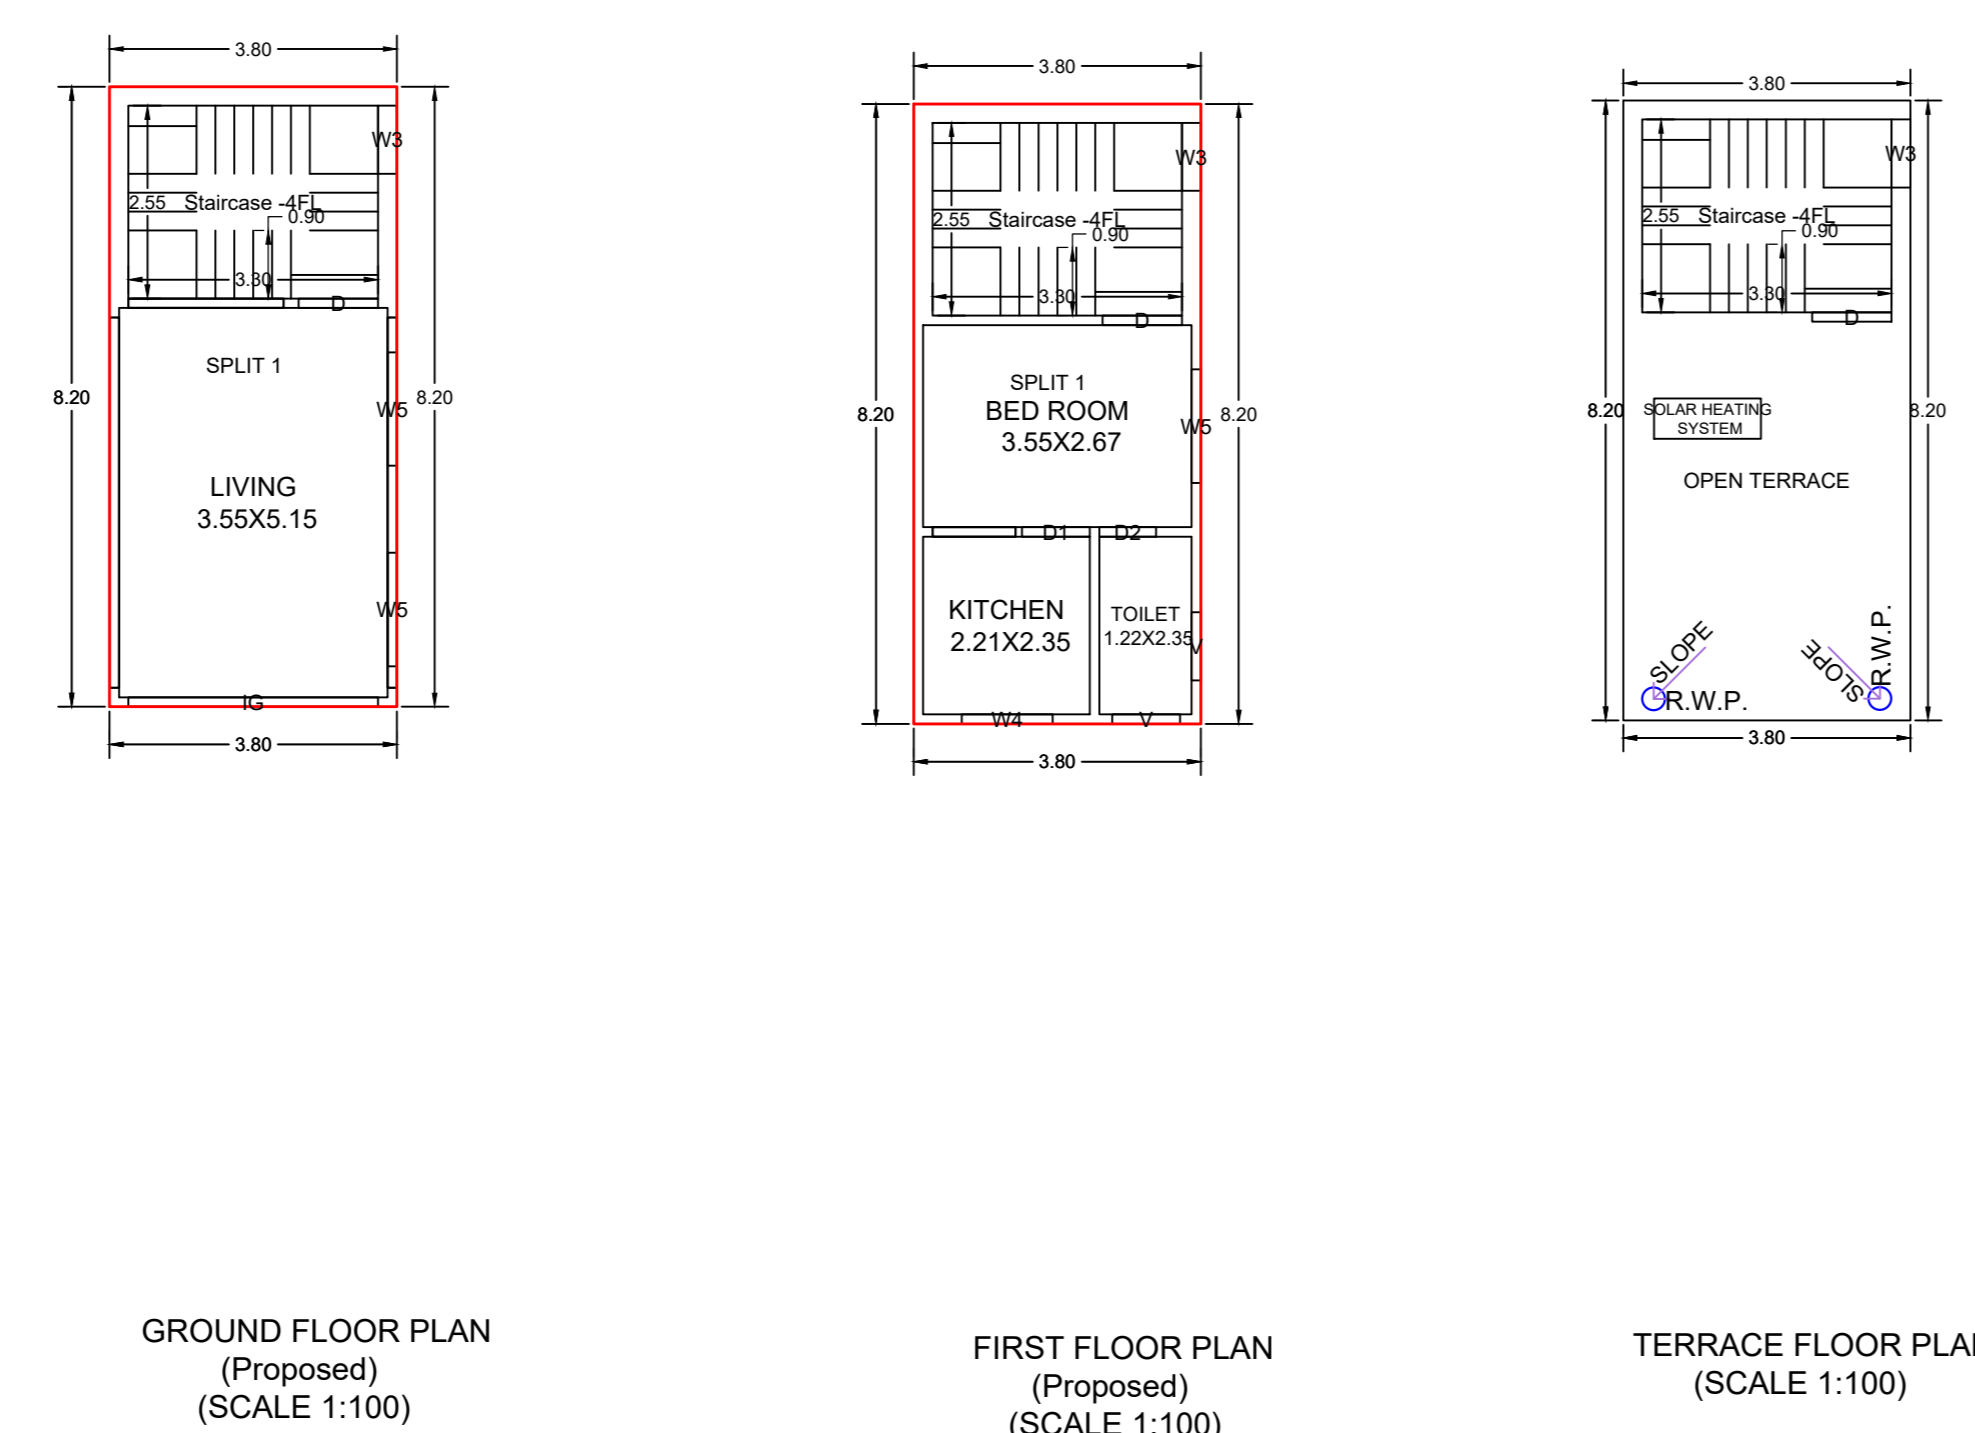 3.80
W3
2.55
Staircase -4FL
0.90
3.30
D
SPLIT 1
8.20
W5
8.20
LIVING
3.55X5.15
W5
IG
3.80
GROUND FLOOR PLAN
(Proposed)
(SCALE 1:100)
3.80
W3
2.55
Staircase -4FL
0.90
3.30
D
SPLIT 1
BED ROOM
3.55X2.67
8.20
W5
8.20
D1
D2
KITCHEN
2.21X2.35
TOILET
1.22X2.35
V
W4
V
3.80
FIRST FLOOR PLAN
(Proposed)
(SCALE 1:100)
3.80
W3
2.55
Staircase -4FL
0.90
3.30
D
8.20
SOLAR HEATING
SYSTEM
8.20
OPEN TERRACE
SLOPE
R.W.P.
SLOPE
R.W.P.
3.80
TERRACE FLOOR PLAN
(SCALE 1:100)